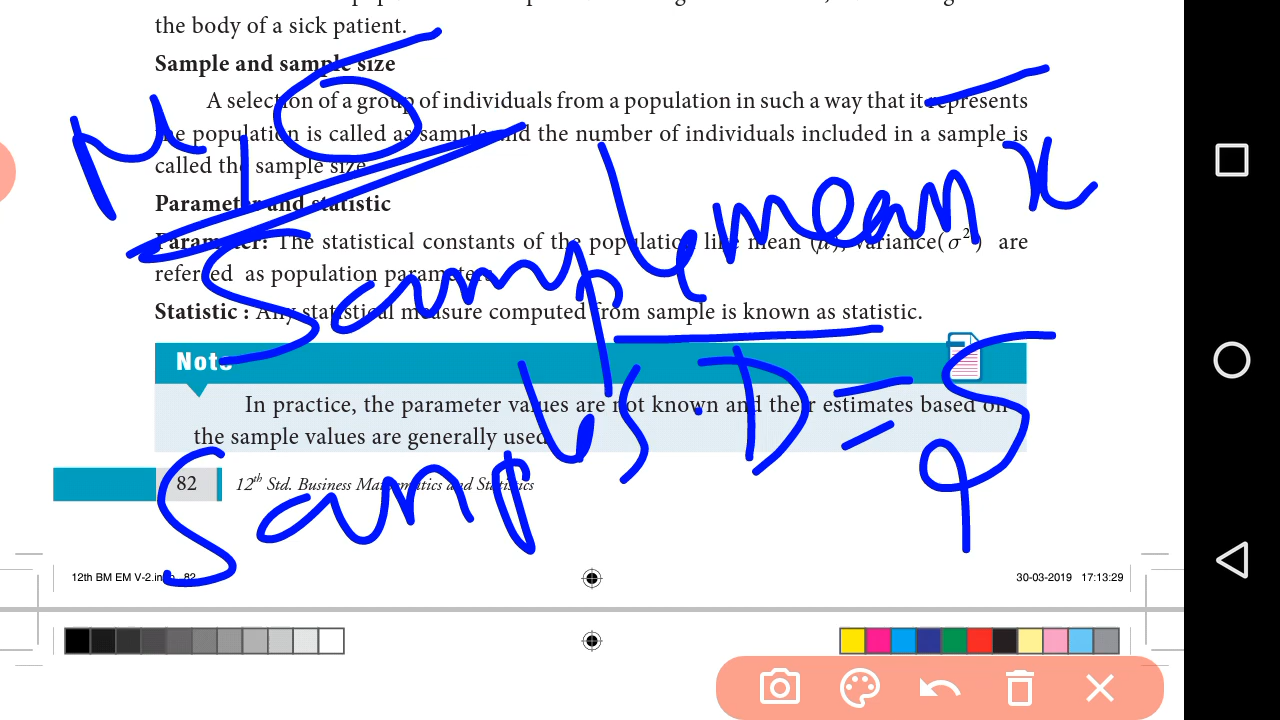 the body of a sick patient.
Sample and sample size
A selection of a group of individuals from a population in such a way that it represents
the population is called as sample and the number of individuals included in a sample is
called the sample size.
Parameter and statistic
Parameter: The statistical constants of the population like mean (μ), variance(σ²) are
referred as population parameters.
Statistic : Any statistical measure computed from sample is known as statistic.
μ, σ
Sample mean x̄
Note
In practice, the parameter values are not known and their estimates based on
the sample values are generally used.
Sample S.D =
82 12th Std. Business Mathematics and Statistics
12th BM EM V-2.indb 82 30-03-2019 17:13:29